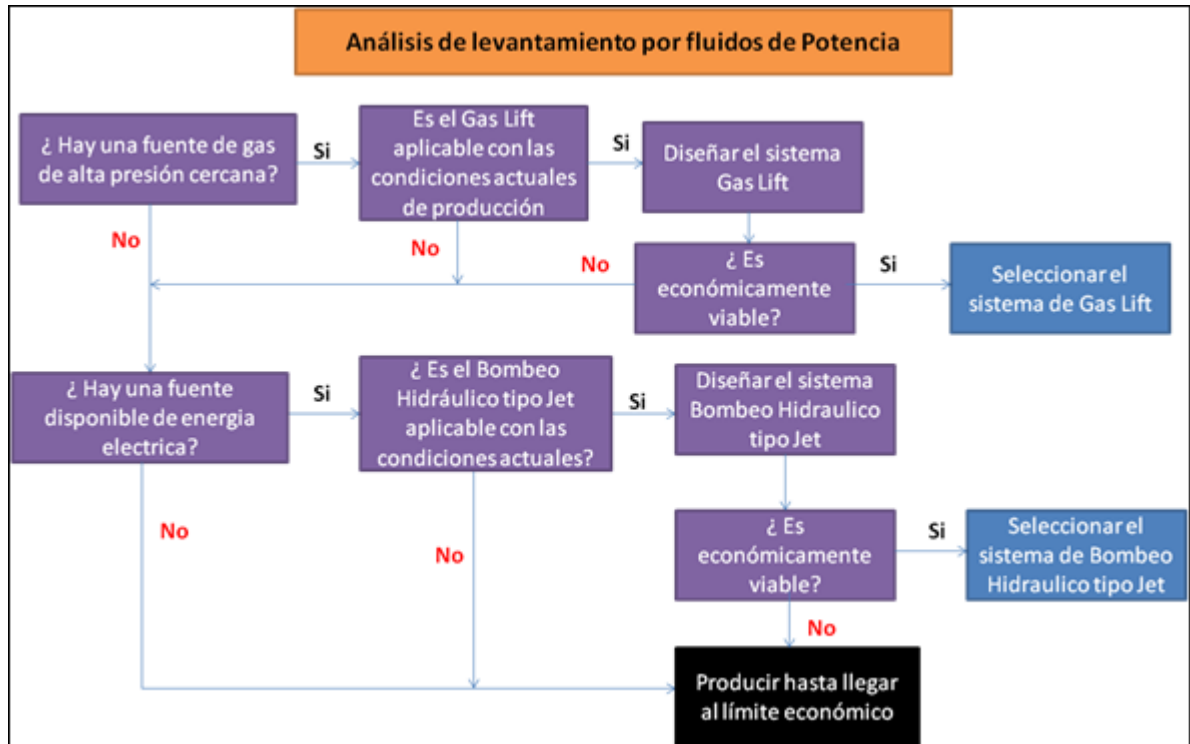 Análisis de levantamiento por fluidos de Potencia
¿ Hay una fuente de gas
de alta presión cercana?
Si
Es el Gas Lift
aplicable con las
condiciones actuales
de producción
Si
Diseñar el sistema
Gas Lift
No
No
No
¿ Es
económicamente
viable?
Si
Seleccionar el
sistema de Gas Lift
¿ Hay una fuente
disponible de energia
electrica?
Si
¿ Es el Bombeo
Hidráulico tipo Jet
aplicable con las
condiciones actuales?
Si
Diseñar el sistema
Bombeo Hidraulico
tipo Jet
No
No
¿ Es
económicamente
viable?
Si
Seleccionar el
sistema de Bombeo
Hidraulico tipo Jet
No
Producir hasta llegar
al límite económico